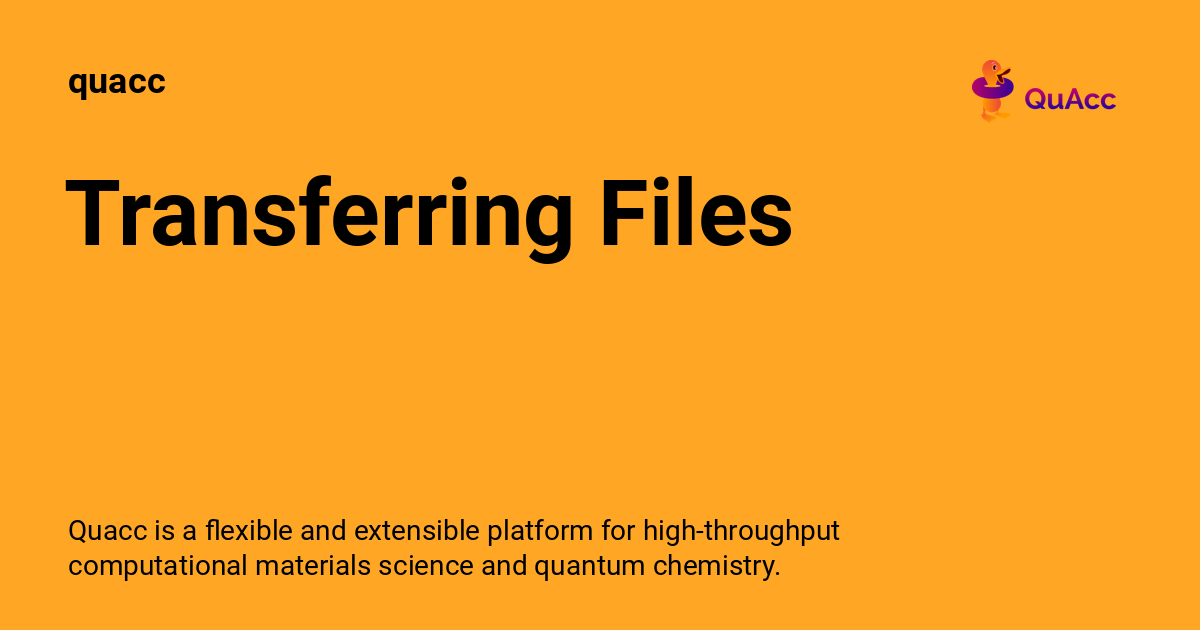 quacc
QuAcc
Transferring Files
Quacc is a flexible and extensible platform for high-throughput
computational materials science and quantum chemistry.